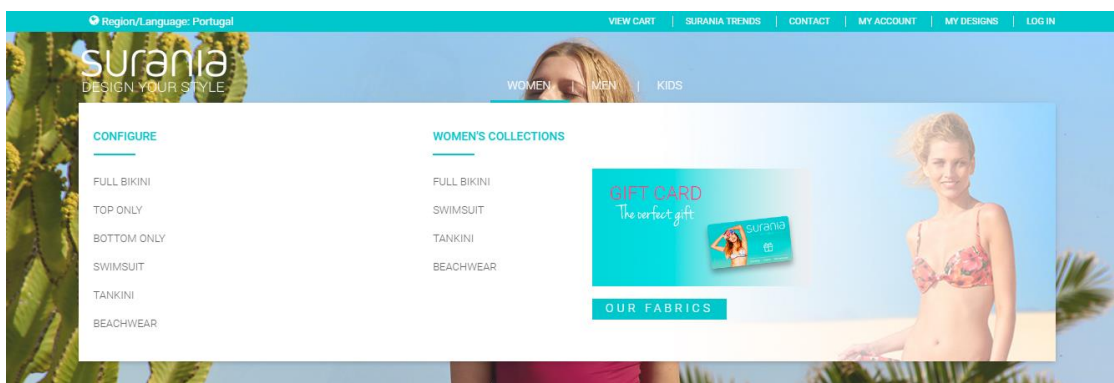 Region/Language: Portugal
VIEW CART | SURANIA TRENDS | CONTACT | MY ACCOUNT | MY DESIGNS | LOG IN
surania
DESIGN YOUR STYLE
WOMEN | MEN | KIDS
CONFIGURE
FULL BIKINI
TOP ONLY
BOTTOM ONLY
SWIMSUIT
TANKINI
BEACHWEAR
WOMEN'S COLLECTIONS
FULL BIKINI
SWIMSUIT
TANKINI
BEACHWEAR
GIFT CARD
The perfect gift
surania
OUR FABRICS